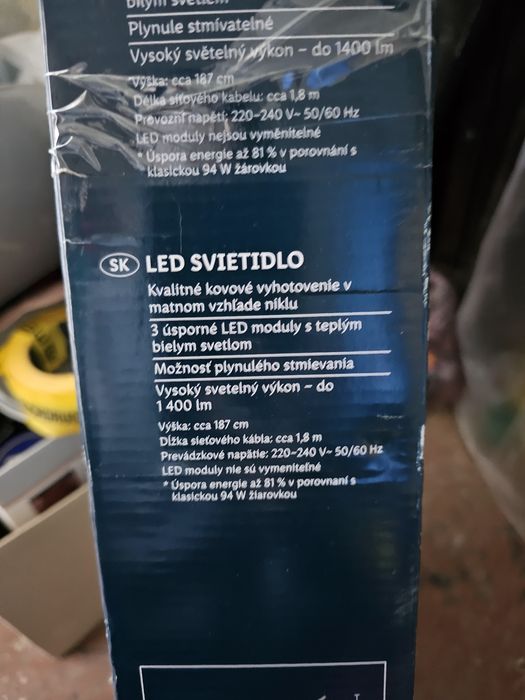 bílým světlem
Plynule stmívatelné
Vysoký světelný výkon – do 1400 lm
Výška: cca 187 cm
Délka síťového kabelu: cca 1,8 m
Provozní napětí: 220–240 V~ 50/60 Hz
LED moduly nejsou vyměnitelné
* Úspora energie až 81 % v porovnání s
klasickou 94 W žárovkou
SK LED SVIETIDLO
Kvalitné kovové vyhotovenie v
matnom vzhľade niklu
3 úsporné LED moduly s teplým
bielym svetlom
Možnosť plynulého stmievania
Vysoký svetelný výkon – do
1 400 lm
Výška: cca 187 cm
Dĺžka sieťového kábla: cca 1,8 m
Prevádzkové napätie: 220–240 V~ 50/60 Hz
LED moduly nie sú vymeniteľné
* Úspora energie až 81 % v porovnaní s
klasickou 94 W žiarovkou